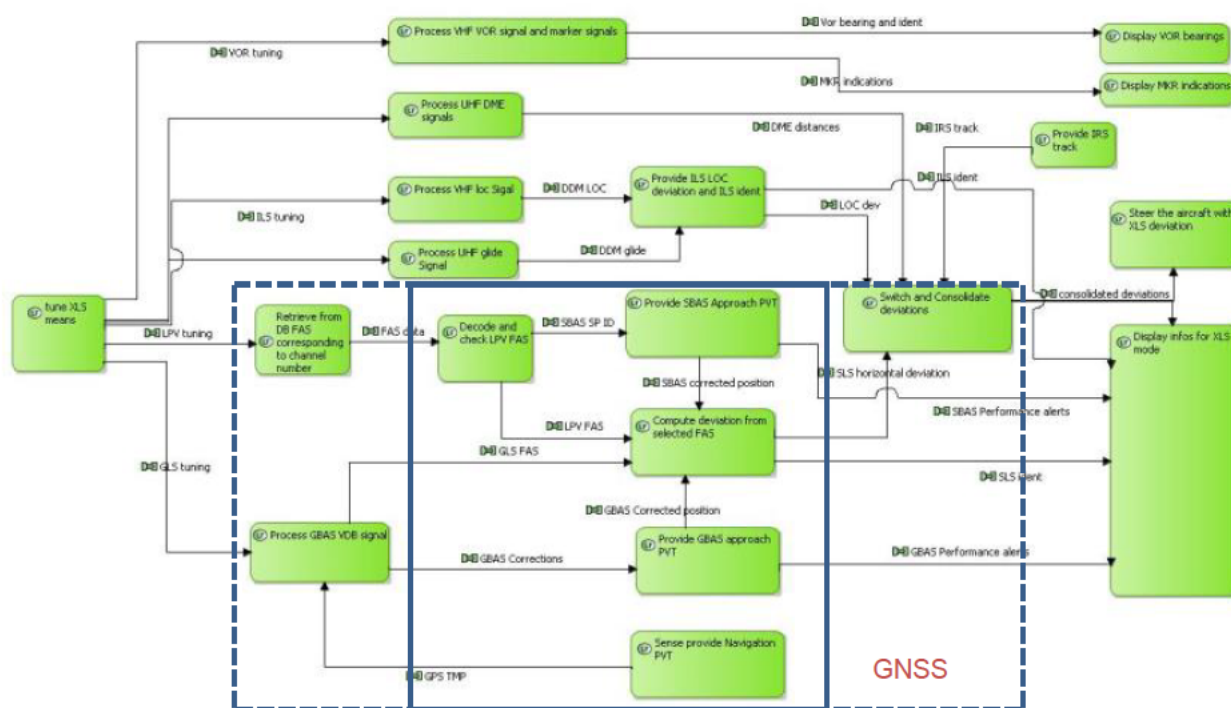 Process VHF VOR signal and marker signals
Vor bearing and ident
Display VOR bearings
VOR tuning
MKR indications
Display MKR indications
Process UHF DME
signals
DME distances
IRS track
Provide IRS
track
Process VHF loc Sigal
DDM LOC
Provide ILS LOC
deviation and ILS ident
ILS ident
LOC dev
ILS tuning
Steer the aircraft with
XLS deviation
Process UHF glide
Signal
DDM glide
tune XLS
means
LPV tuning
Retrieve from
DB FAS
corresponding
to channel
number
FAS data
Decode and
check LPV FAS
SBAS SP ID
Provide SBAS Approach PVT
Switch and Consolidate
deviations
consolidated deviations
Display infos for XLS
mode
SBAS corrected position
SLS horizontal deviation
SBAS Performance alerts
LPV FAS
Compute deviation from
selected FAS
GLS FAS
GLS tuning
SLS ident
GBAS Corrected position
Process GBAS VDB signal
GBAS Corrections
Provide GBAS approach
PVT
GBAS Performance alerts
Sense provide Navigation
PVT
GPS TMP
GNSS